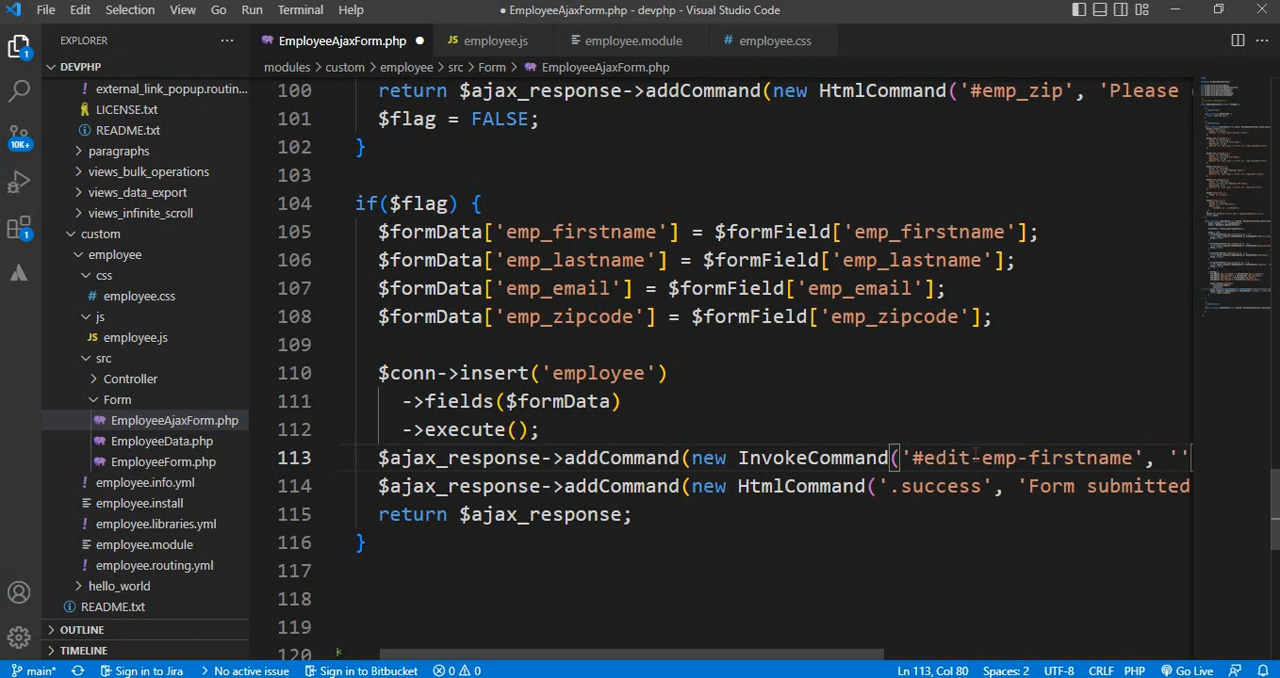 File Edit Selection View Go Run Terminal Help
● EmployeeAjaxForm.php - devphp - Visual Studio Code
EXPLORER
EmployeeAjaxForm.php ●
JS employee.js
employee.module
# employee.css
DEVPHP
modules > custom > employee > src > Form > EmployeeAjaxForm.php
! external_link_popup.routin...
LICENSE.txt
README.txt
> paragraphs
> views_bulk_operations
> views_data_export
> views_infinite_scroll
custom
employee
css
# employee.css
js
JS employee.js
src
> Controller
Form
EmployeeAjaxForm.php
EmployeeData.php
EmployeeForm.php
! employee.info.yml
employee.install
! employee.libraries.yml
employee.module
! employee.routing.yml
> hello_world
README.txt
> OUTLINE
> TIMELINE
10K+
1
1
100 return $ajax_response->addCommand(new HtmlCommand('#emp_zip', 'Please
101 $flag = FALSE;
102 }
103
104 if($flag) {
105 $formData['emp_firstname'] = $formField['emp_firstname'];
106 $formData['emp_lastname'] = $formField['emp_lastname'];
107 $formData['emp_email'] = $formField['emp_email'];
108 $formData['emp_zipcode'] = $formField['emp_zipcode'];
109
110 $conn->insert('employee')
111 ->fields($formData)
112 ->execute();
113 $ajax_response->addCommand(new InvokeCommand('#edit-emp-firstname', ''
114 $ajax_response->addCommand(new HtmlCommand('.success', 'Form submitted
115 return $ajax_response;
116 }
117
118
119
120
main* Sign in to Jira > No active issue Sign in to Bitbucket 0 0 Ln 113, Col 80 Spaces: 2 UTF-8 CRLF PHP Go Live